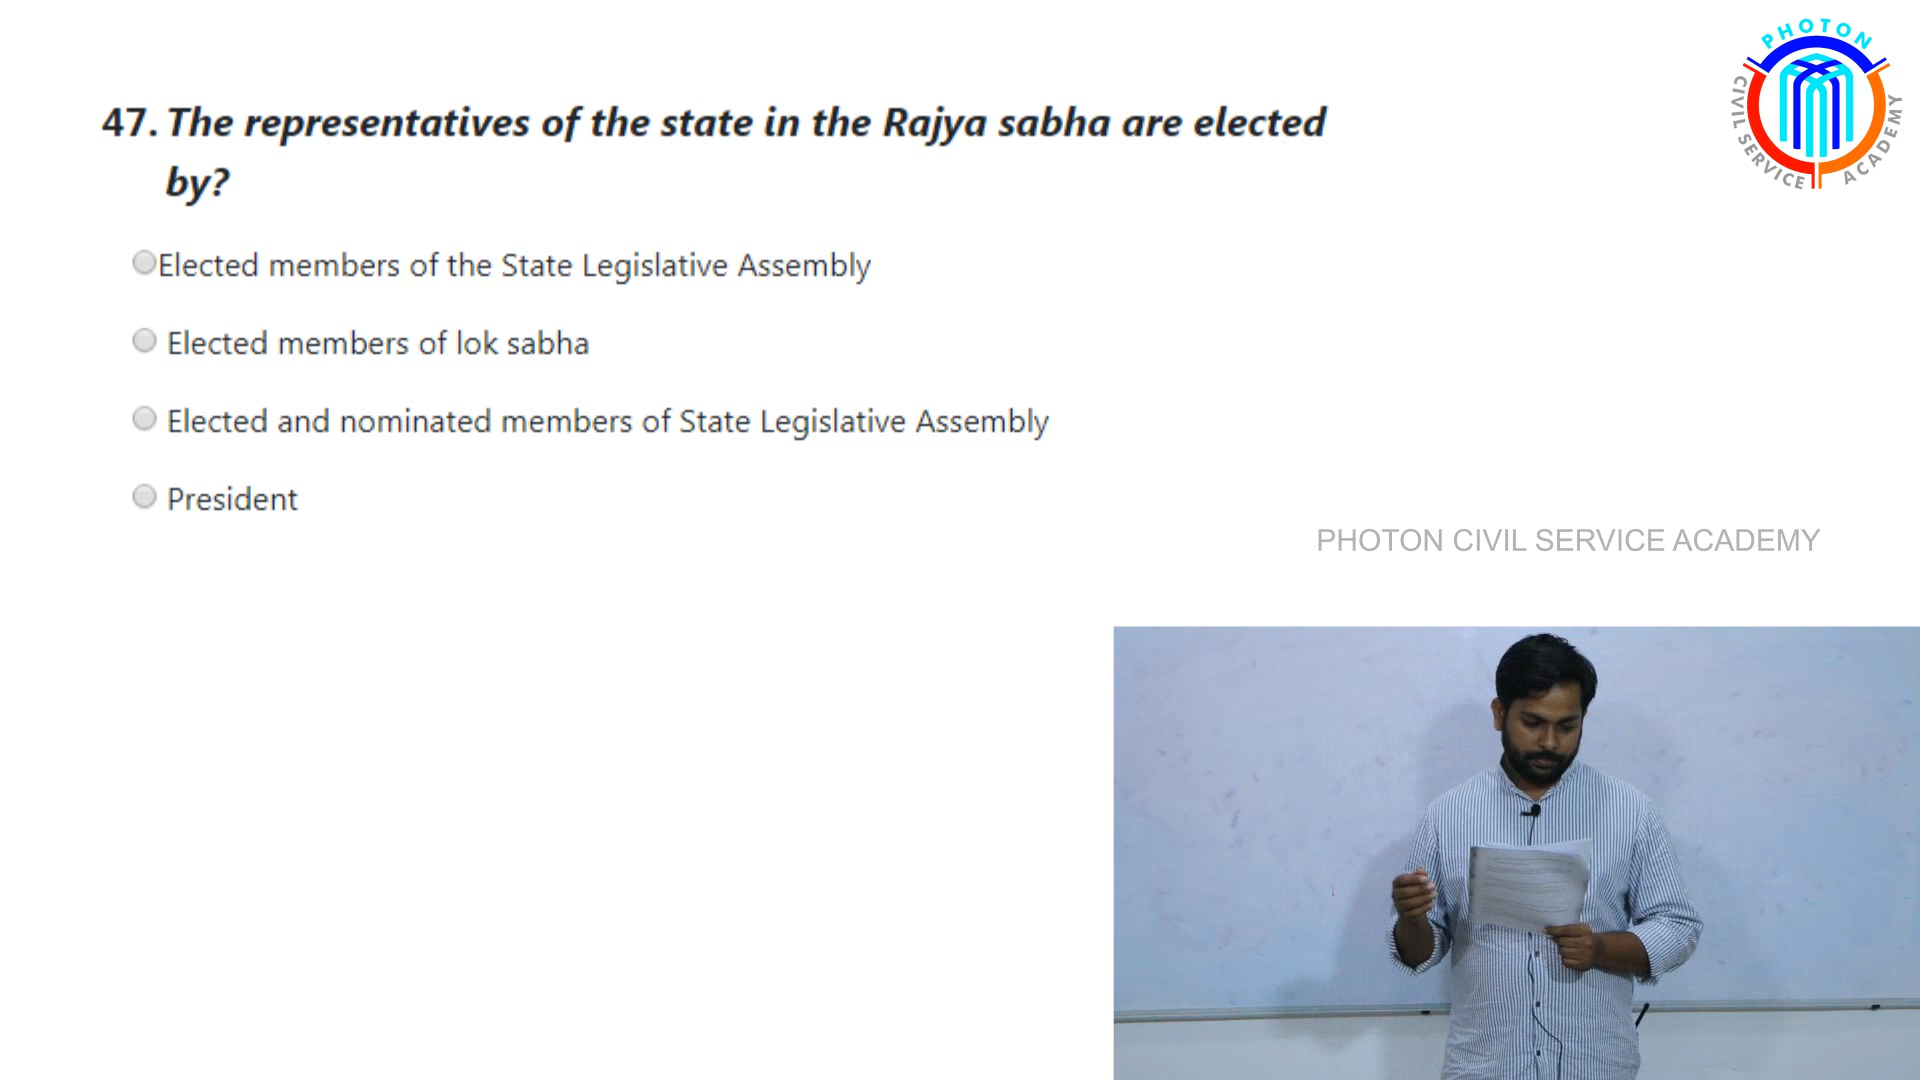 PHOTON
CIVIL SERVICE ACADEMY
47. The representatives of the state in the Rajya sabha are elected
by?
Elected members of the State Legislative Assembly
Elected members of lok sabha
Elected and nominated members of State Legislative Assembly
President
PHOTON CIVIL SERVICE ACADEMY